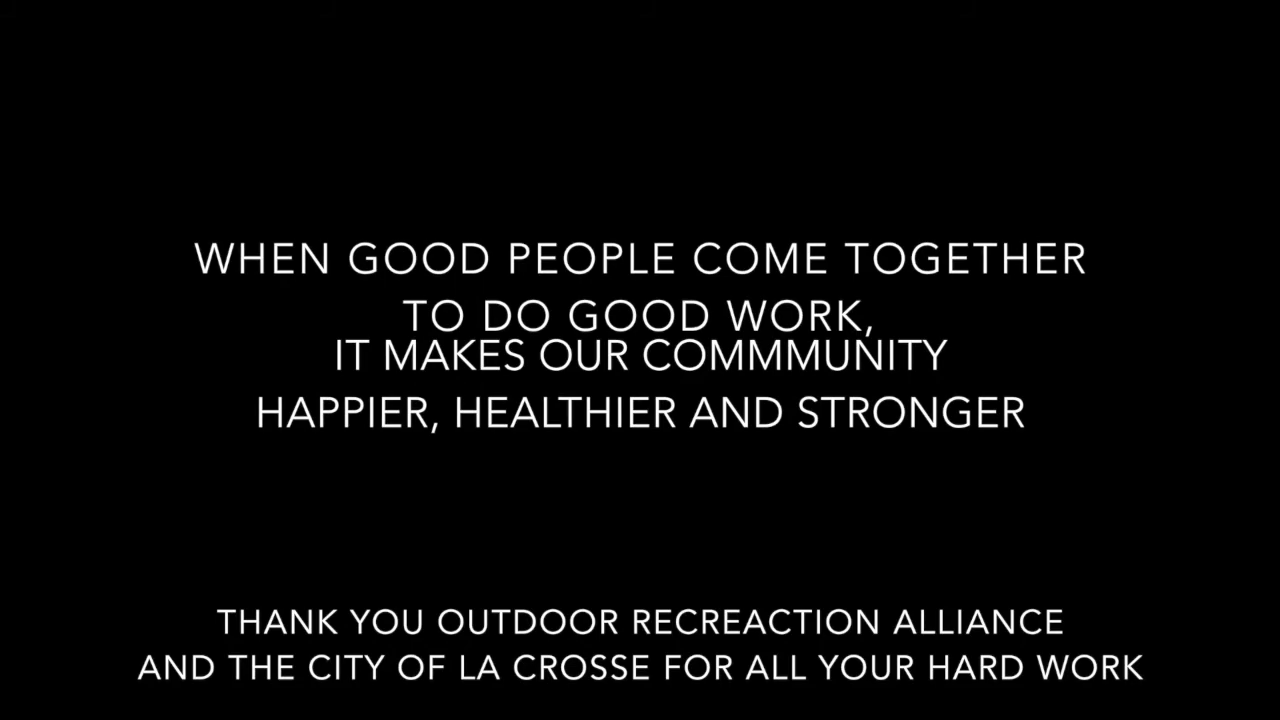 WHEN GOOD PEOPLE COME TOGETHER
TO DO GOOD WORK,
IT MAKES OUR COMMMUNITY
HAPPIER, HEALTHIER AND STRONGER
THANK YOU OUTDOOR RECREACTION ALLIANCE
AND THE CITY OF LA CROSSE FOR ALL YOUR HARD WORK